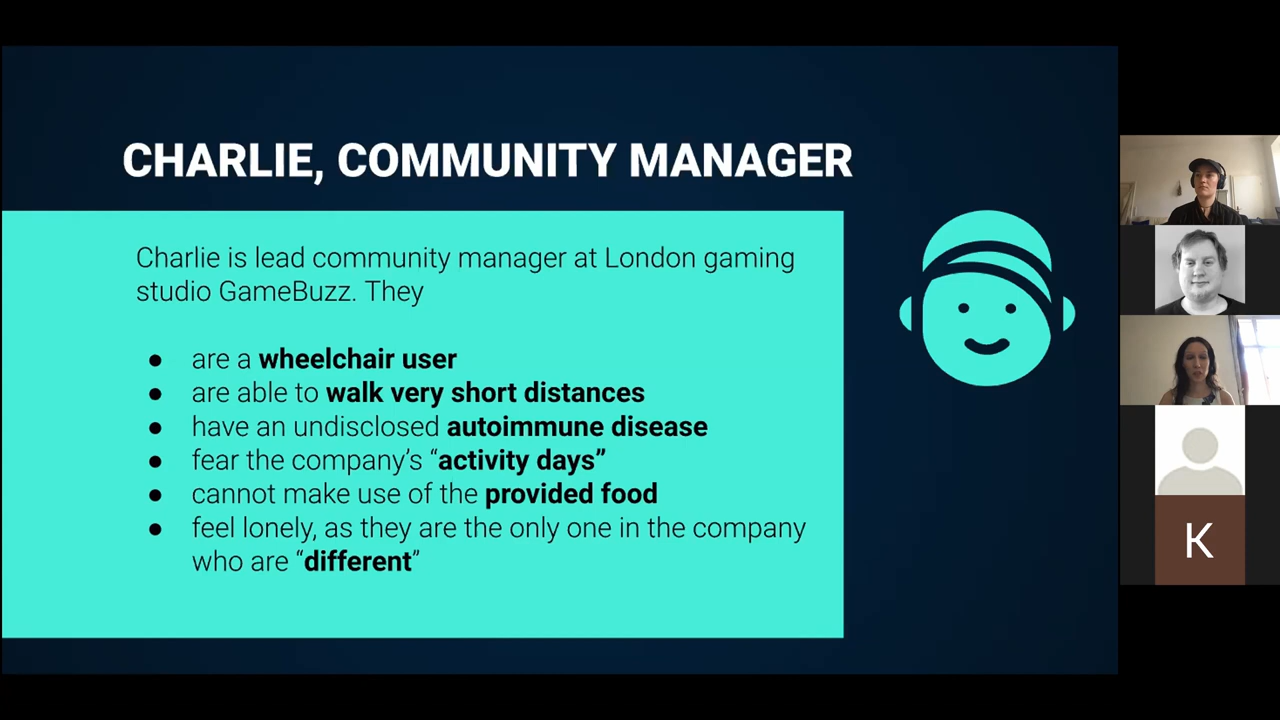 CHARLIE, COMMUNITY MANAGER
Charlie is lead community manager at London gaming
studio GameBuzz. They
● are a wheelchair user
● are able to walk very short distances
● have an undisclosed autoimmune disease
● fear the company’s “activity days”
● cannot make use of the provided food
● feel lonely, as they are the only one in the company
who are “different”
K